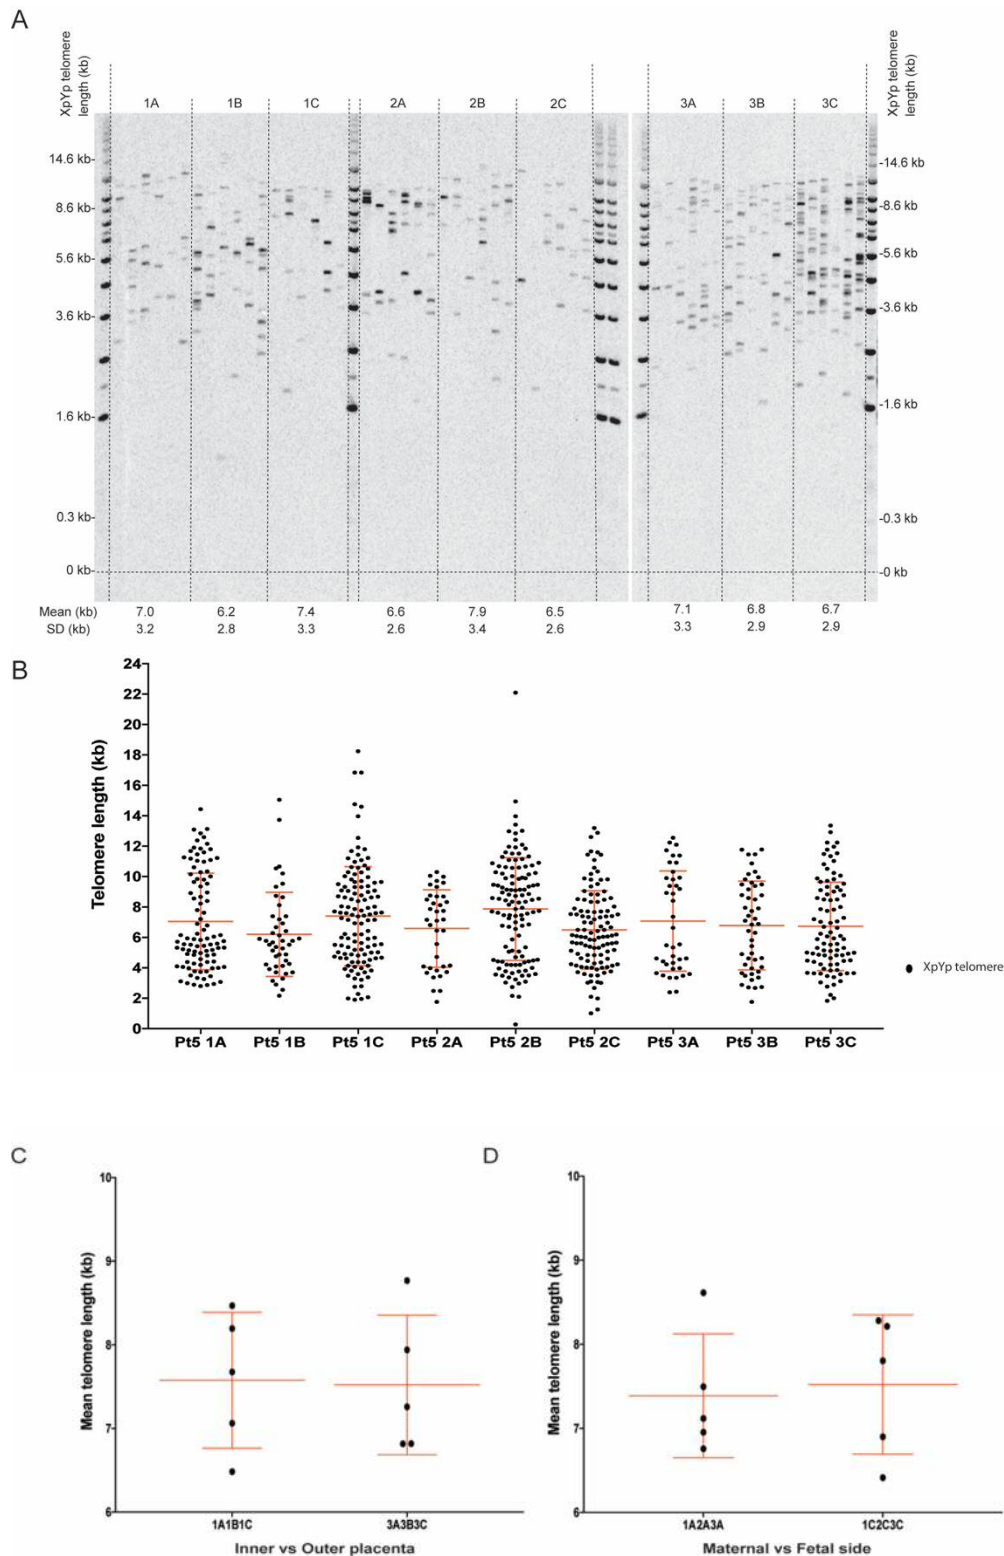 A
XpYp telomere
length (kb)
XpYp telomere
length (kb)
1A 1B 1C 2A 2B 2C 3A 3B 3C
14.6 kb- -14.6 kb
8.6 kb- -8.6 kb
5.6 kb- -5.6 kb
3.6 kb- -3.6 kb
1.6 kb- -1.6 kb
0.3 kb- -0.3 kb
0 kb- -0 kb
Mean (kb) 7.0 6.2 7.4 6.6 7.9 6.5 7.1 6.8 6.7
SD (kb) 3.2 2.8 3.3 2.6 3.4 2.6 3.3 2.9 2.9
B
Telomere length (kb)
24
22
20
18
16
14
12
10
8
6
4
2
0
Pt5 1A Pt5 1B Pt5 1C Pt5 2A Pt5 2B Pt5 2C Pt5 3A Pt5 3B Pt5 3C
XpYp telomere
C
Mean telomere length (kb)
10
9
8
7
6
1A1B1C 3A3B3C
Inner vs Outer placenta
D
Mean telomere length (kb)
10
9
8
7
6
1A2A3A 1C2C3C
Maternal vs Fetal side